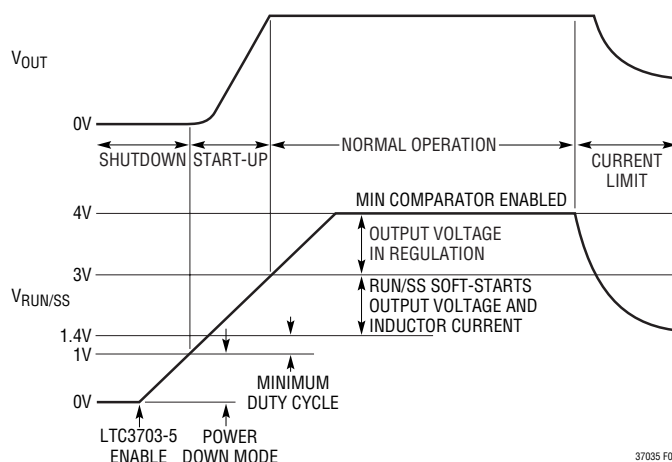 VOUT
0V
SHUTDOWN
START-UP
NORMAL OPERATION
CURRENT
LIMIT
MIN COMPARATOR ENABLED
4V
OUTPUT VOLTAGE
IN REGULATION
3V
VRUN/SS
RUN/SS SOFT-STARTS
OUTPUT VOLTAGE AND
INDUCTOR CURRENT
1.4V
1V
MINIMUM
DUTY CYCLE
0V
LTC3703-5
ENABLE
POWER
DOWN MODE
37035 F0